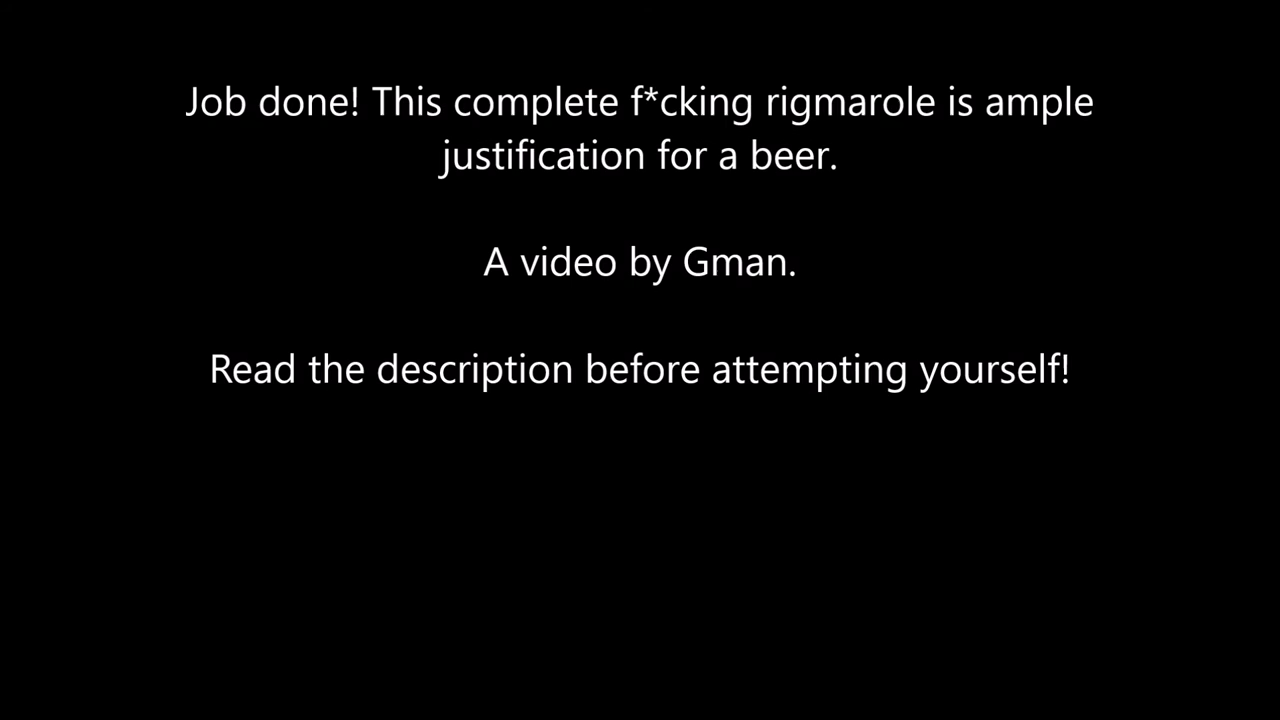 Job done! This complete f*cking rigmarole is ample
justification for a beer.
A video by Gman.
Read the description before attempting yourself!